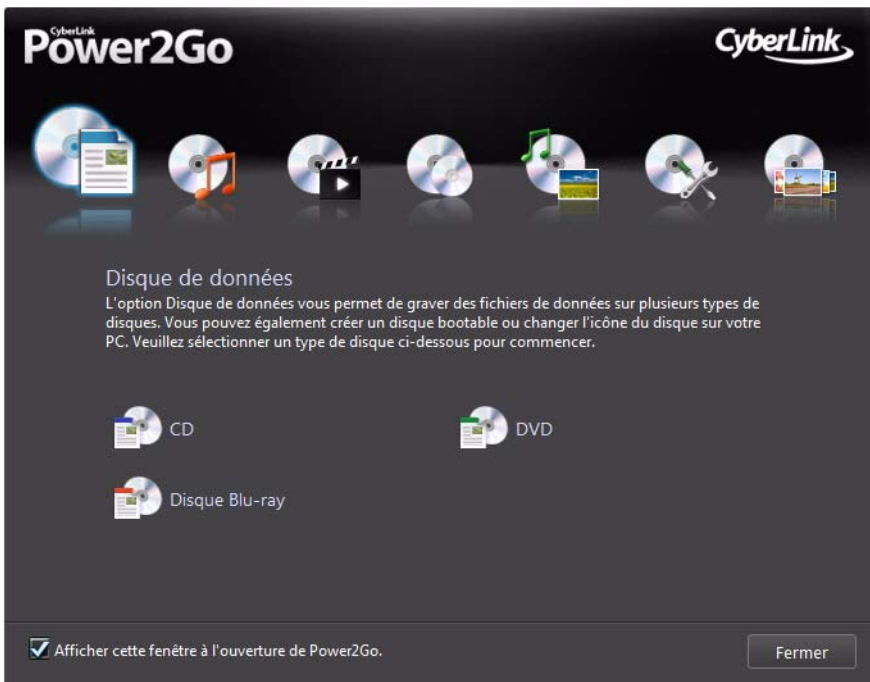 CyberLink
Power2Go
CyberLink
Disque de données
L'option Disque de données vous permet de graver des fichiers de données sur plusieurs types de
disques. Vous pouvez également créer un disque bootable ou changer l'icône du disque sur votre
PC. Veuillez sélectionner un type de disque ci-dessous pour commencer.
CD
DVD
Disque Blu-ray
Afficher cette fenêtre à l'ouverture de Power2Go.
Fermer